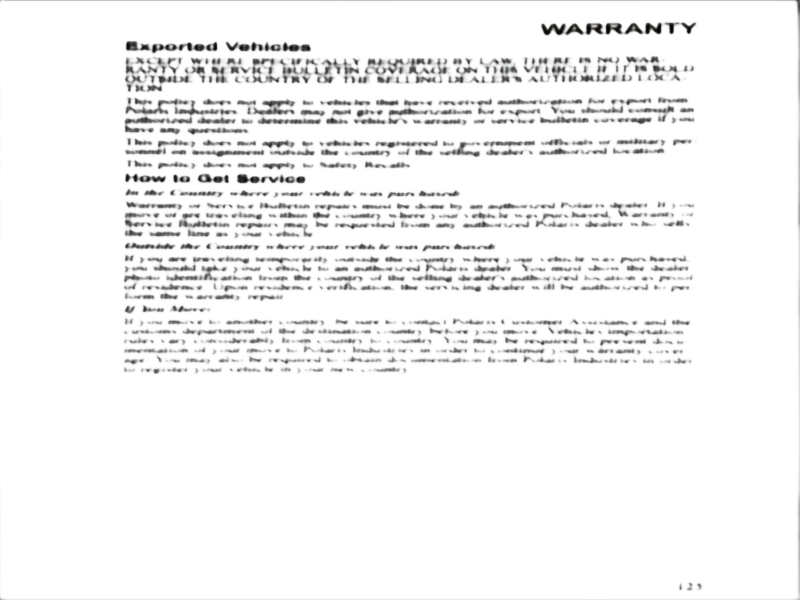 WARRANTY
Exported Vehicles
EXCEPT WHERE SPECIFICALLY REQUIRED BY LAW, THERE IS NO WAR-
RANTY OR SERVICE BULLETIN COVERAGE ON THIS VEHICLE IF IT IS SOLD
OUTSIDE THE COUNTRY OF THE SELLING DEALER'S AUTHORIZED LOCA-
TION.
This policy does not apply to vehicles that have received authorization for export from
Polaris Industries. Dealers may not give authorization for export. You should consult an
authorized dealer to determine this vehicle's warranty or service bulletin coverage if you
have any questions.
This policy does not apply to vehicles registered to government officials or military per-
sonnel on assignment outside the country of the selling dealer's authorized location.
This policy does not apply to Safety Recalls.
How to Get Service
In the Country where your vehicle was purchased:
Warranty or Service Bulletin repairs must be done by an authorized Polaris dealer. If you
move or are traveling within the country where your vehicle was purchased, Warranty or
Service Bulletin repairs may be requested from any authorized Polaris dealer who sells
the same line as your vehicle.
Outside the Country where your vehicle was purchased:
If you are traveling temporarily outside the country where your vehicle was purchased,
you should take your vehicle to an authorized Polaris dealer. You must show the dealer
photo identification from the country of the selling dealer's authorized location as proof
of residence. Upon residence verification, the servicing dealer will be authorized to per-
form the warranty repair.
If You Move:
If you move to another country, be sure to contact Polaris Customer Assistance and the
customs department of the destination country before you move. Vehicles importation
rules vary considerably from country to country. You may be required to present docu-
mentation of your move to Polaris Industries in order to continue your warranty cover-
age. You may also be required to obtain documentation from Polaris Industries in order
to register your vehicle in your new country.
125